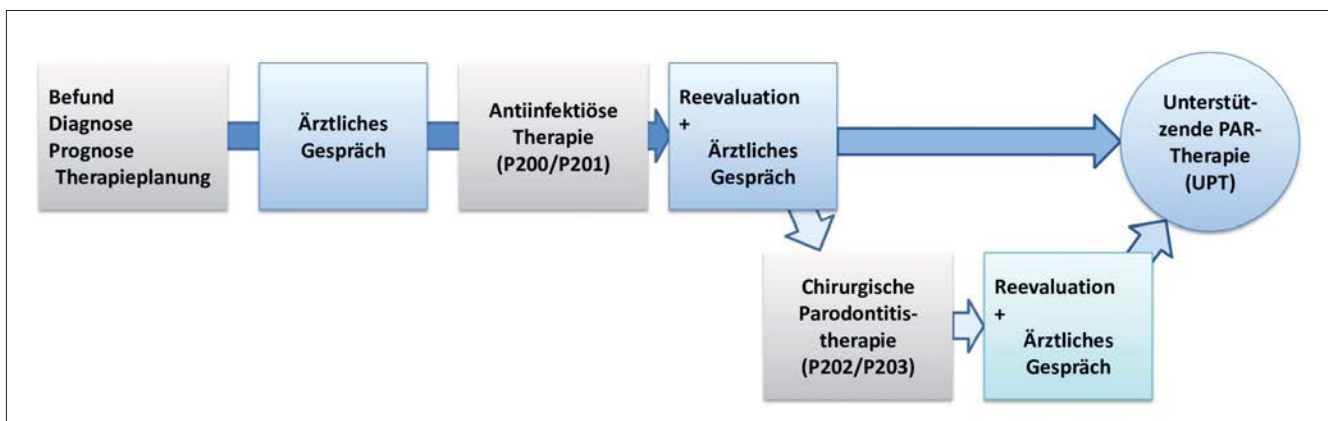 Befund
Diagnose
Prognose
Therapieplanung
Ärztliches
Gespräch
Antiinfektiöse
Therapie
(P200/P201)
Reevaluation
+
Ärztliches
Gespräch
Unterstüt-
zende PAR-
Therapie
(UPT)
Chirurgische
Parodontitis-
therapie
(P202/P203)
Reevaluation
+
Ärztliches
Gespräch